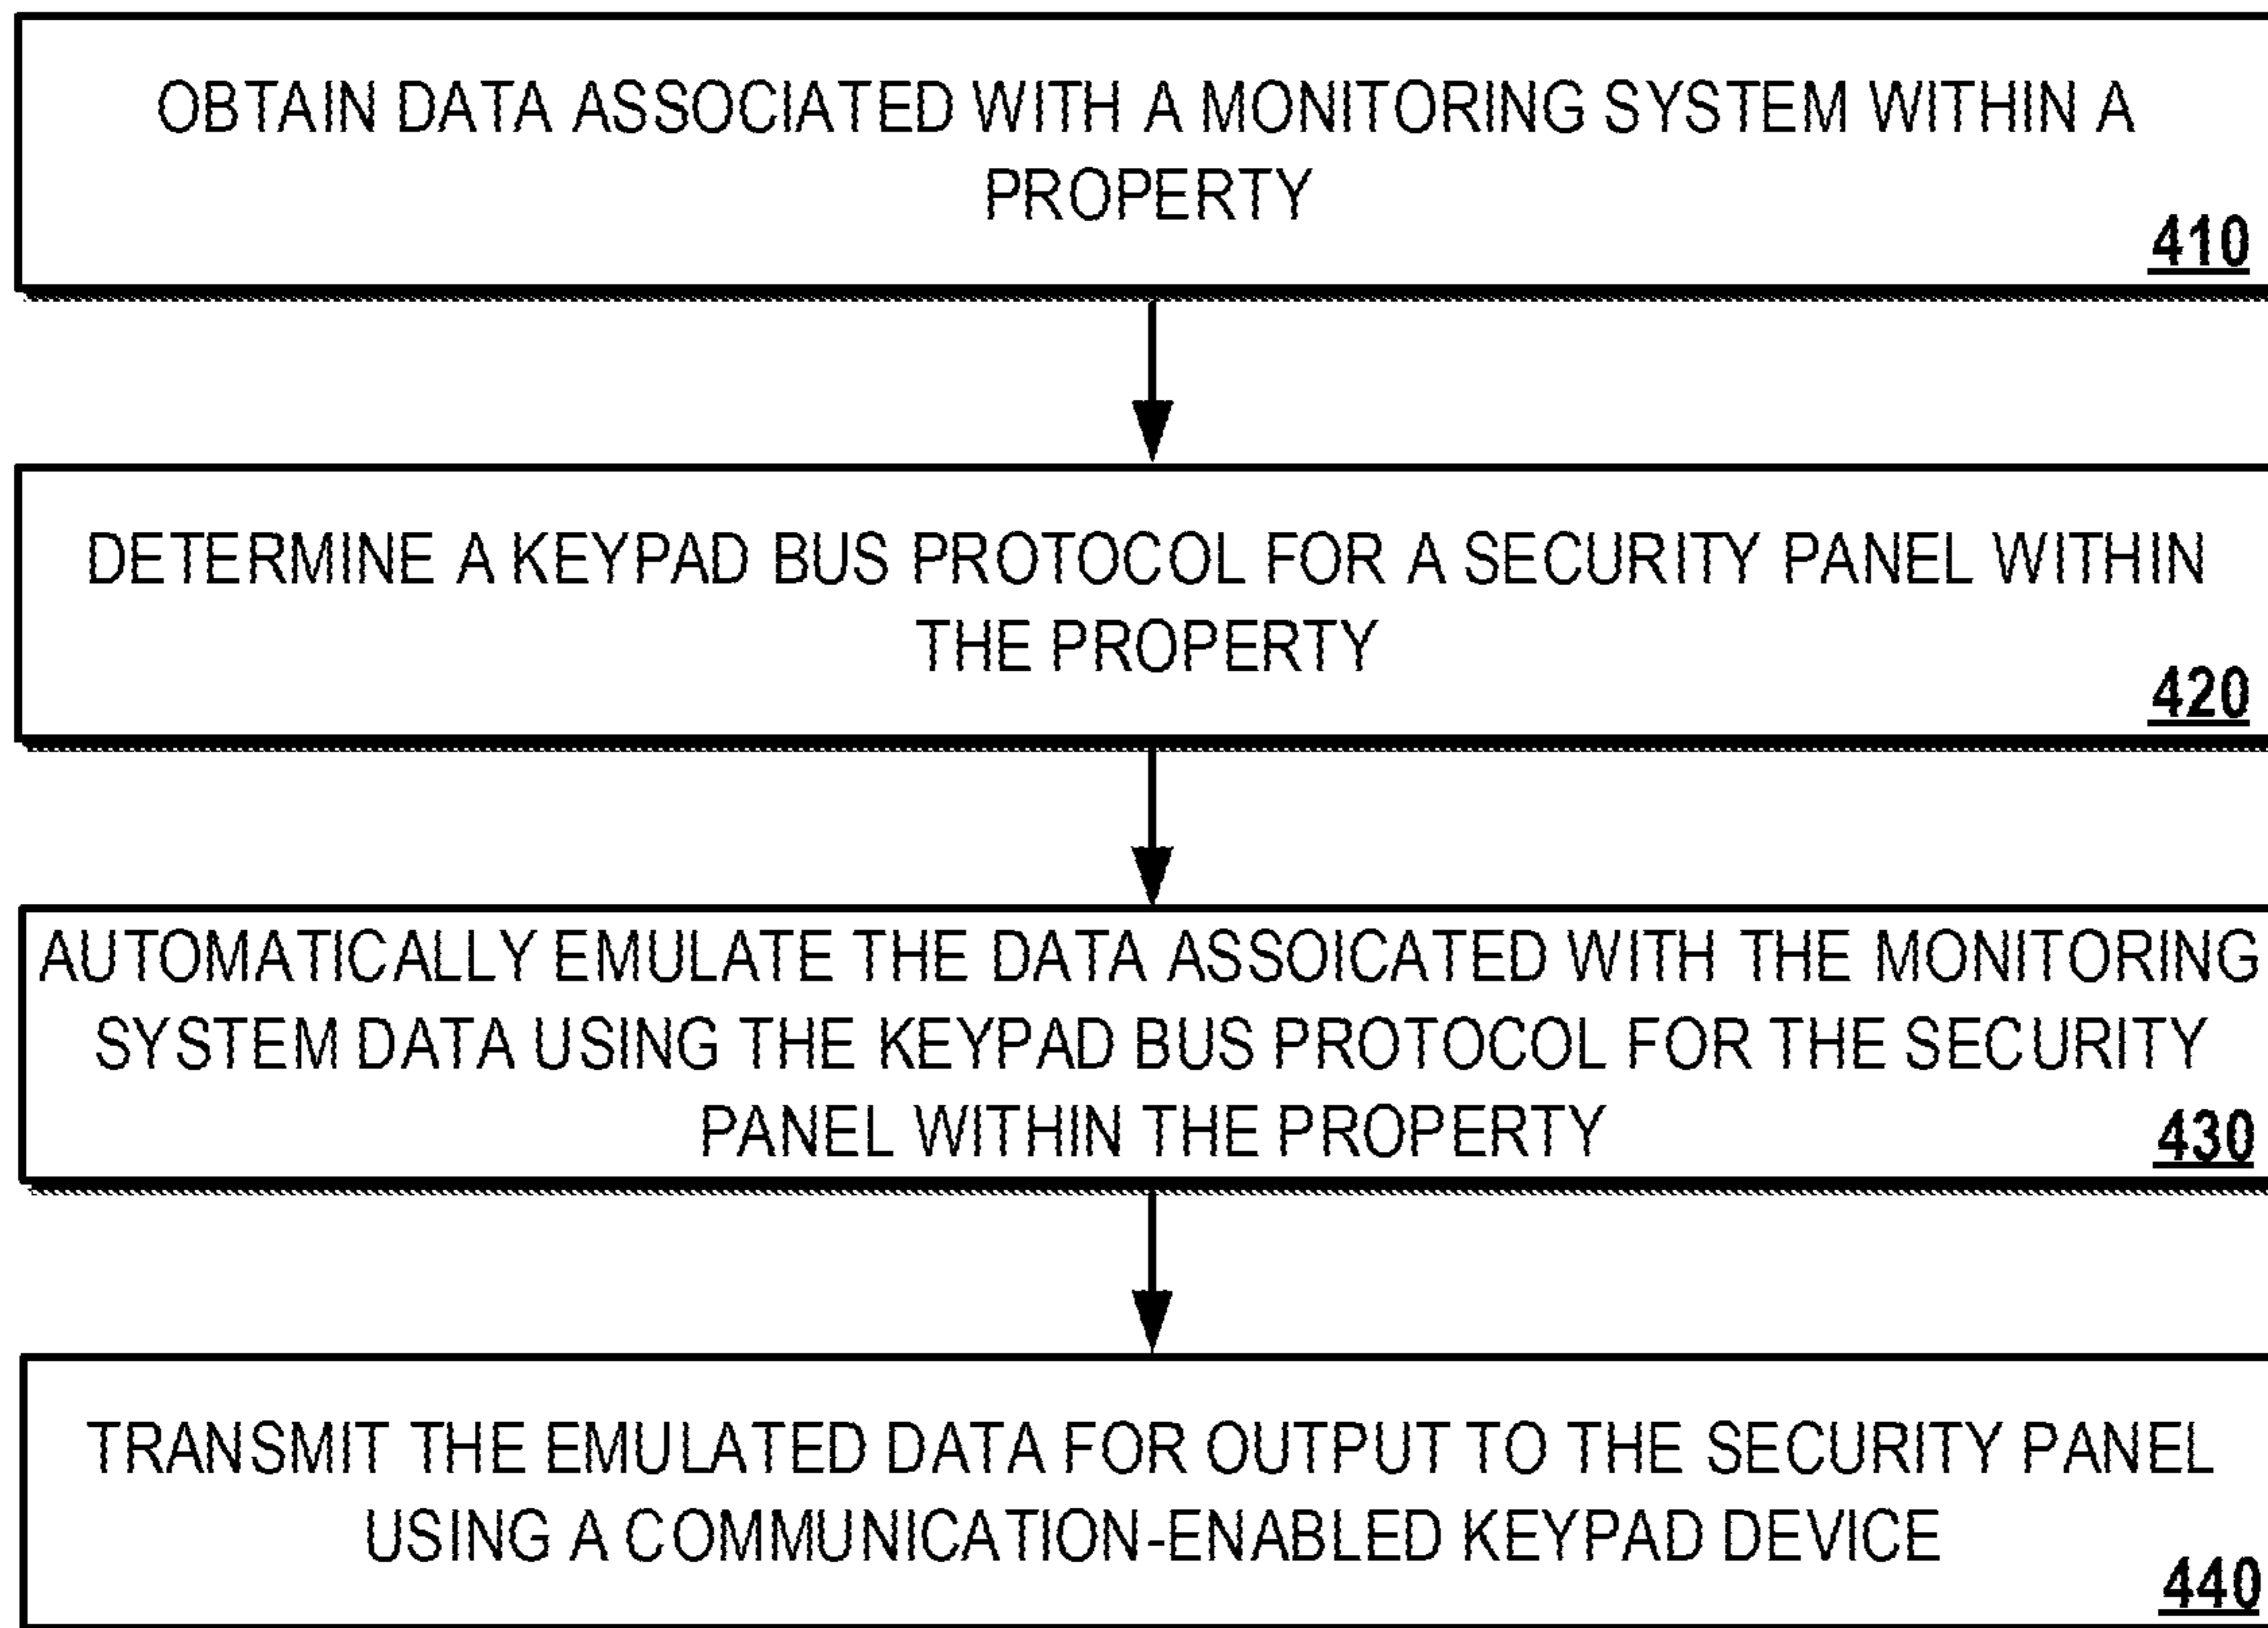 OBTAIN DATA ASSOCIATED WITH A MONITORING SYSTEM WITHIN A
PROPERTY
410
DETERMINE A KEYPAD BUS PROTOCOL FOR A SECURITY PANEL WITHIN
THE PROPERTY
420
AUTOMATICALLY EMULATE THE DATA ASSOICATED WITH THE MONITORING
SYSTEM DATA USING THE KEYPAD BUS PROTOCOL FOR THE SECURITY
PANEL WITHIN THE PROPERTY
430
TRANSMIT THE EMULATED DATA FOR OUTPUT TO THE SECURITY PANEL
USING A COMMUNICATION-ENABLED KEYPAD DEVICE
440